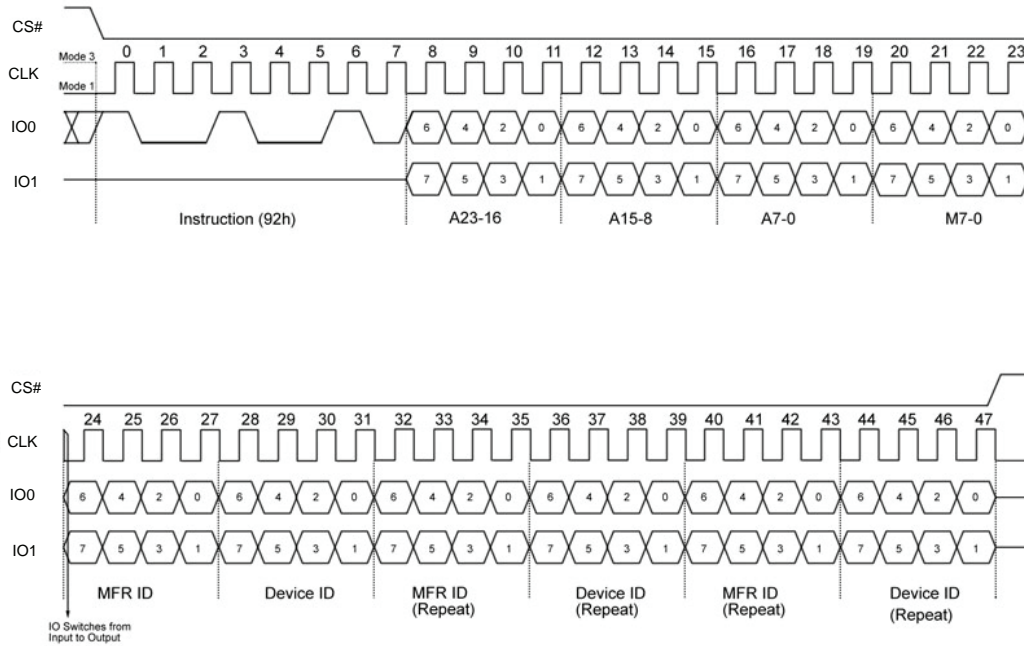 CS#
Mode 3
0 1 2 3 4 5 6 7 8 9 10 11 12 13 14 15 16 17 18 19 20 21 22 23
CLK
Mode 1
IO0
6 4 2 0 6 4 2 0 6 4 2 0 6 4 2 0
IO1
7 5 3 1 7 5 3 1 7 5 3 1 7 5 3 1
Instruction (92h) A23-16 A15-8 A7-0 M7-0
CS#
24 25 26 27 28 29 30 31 32 33 34 35 36 37 38 39 40 41 42 43 44 45 46 47
CLK
IO0
6 4 2 0 6 4 2 0 6 4 2 0 6 4 2 0 6 4 2 0 6 4 2 0
IO1
7 5 3 1 7 5 3 1 7 5 3 1 7 5 3 1 7 5 3 1 7 5 3 1
MFR ID Device ID MFR ID Device ID MFR ID Device ID
(Repeat) (Repeat) (Repeat) (Repeat)
IO Switches from
Input to Output